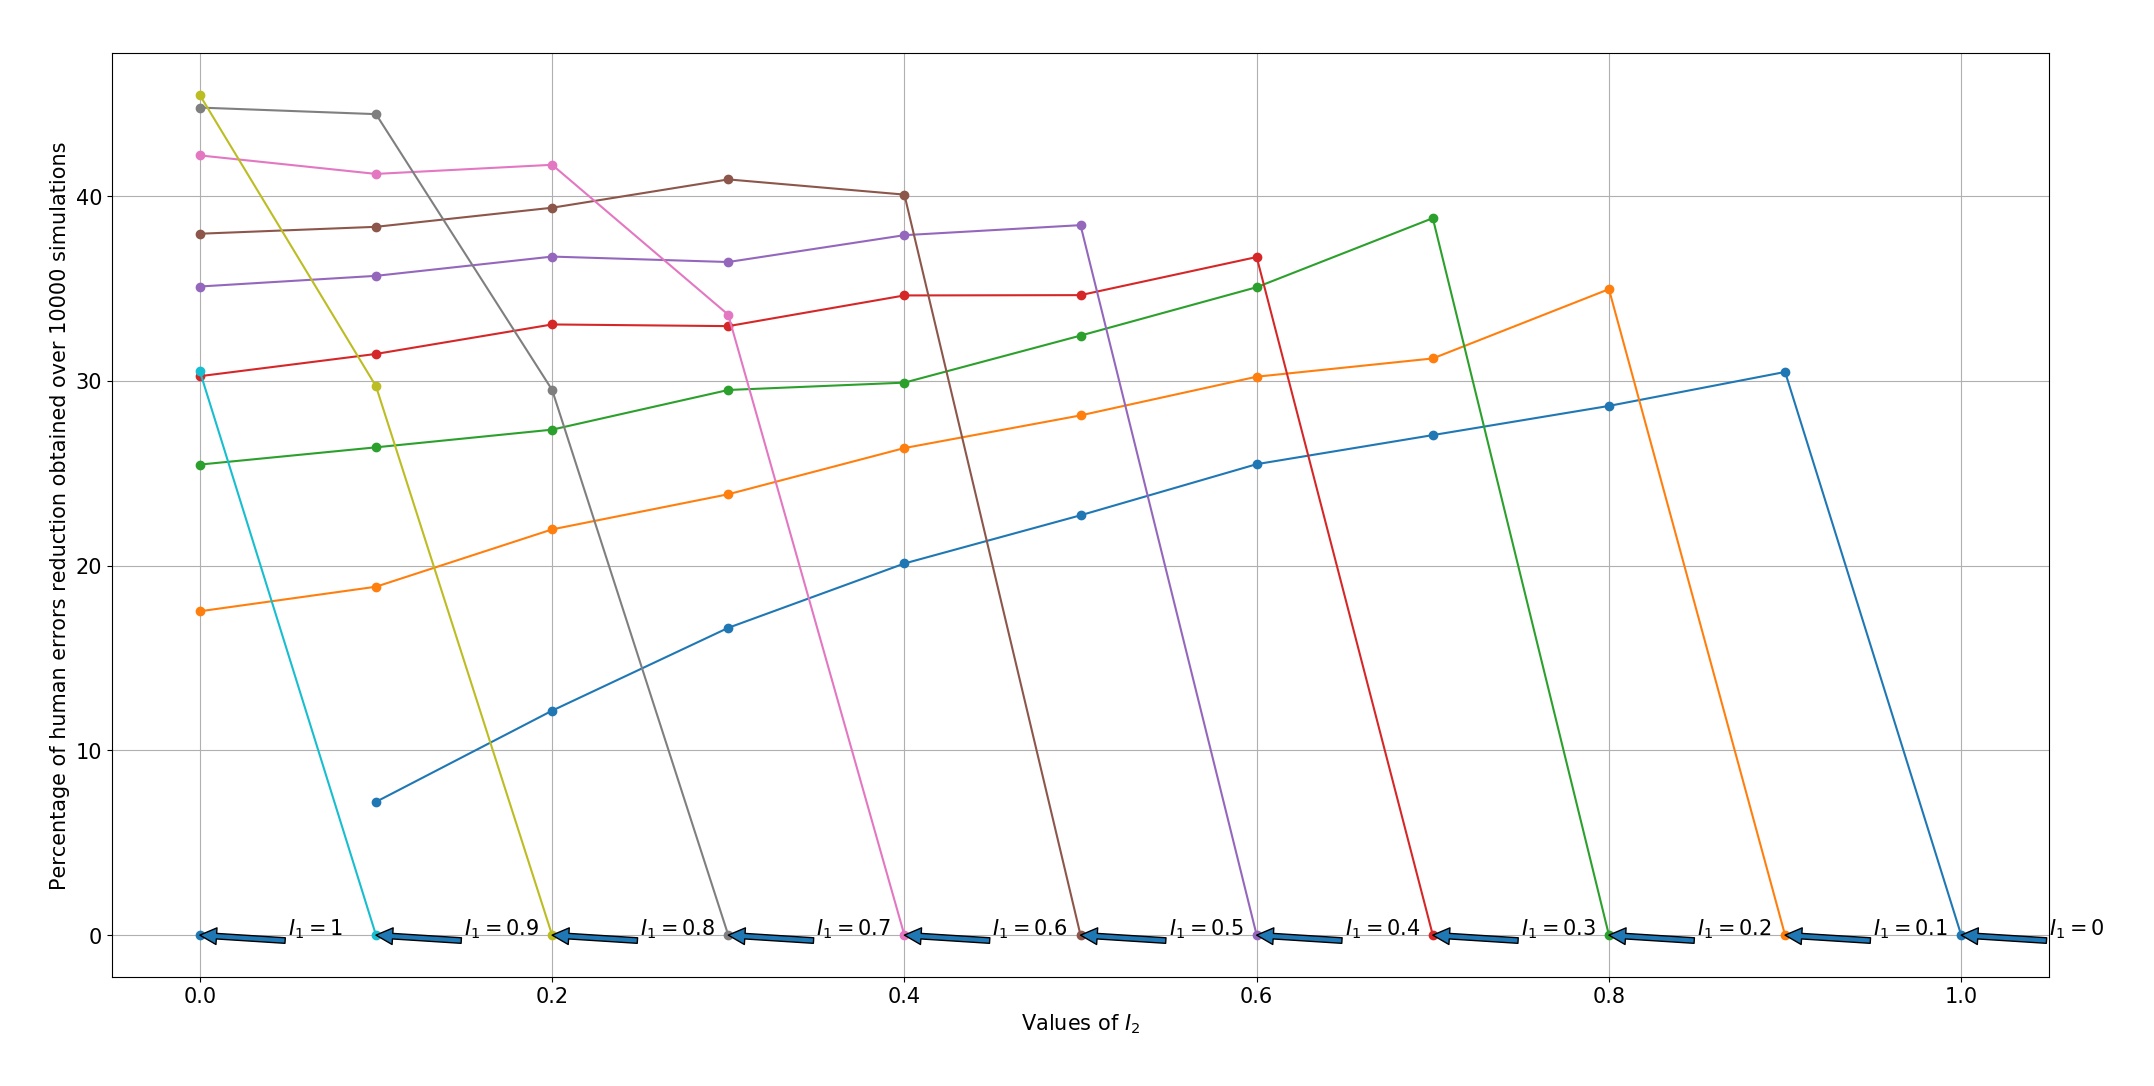 Percentage of human errors reduction obtained over 10000 simulations
40
30
20
10
0
I₁ = 1
I₁ = 0.9
I₁ = 0.8
I₁ = 0.7
I₁ = 0.6
I₁ = 0.5
I₁ = 0.4
I₁ = 0.3
I₁ = 0.2
I₁ = 0.1
I₁ = 0
0.0 0.2 0.4 0.6 0.8 1.0
Values of I₂